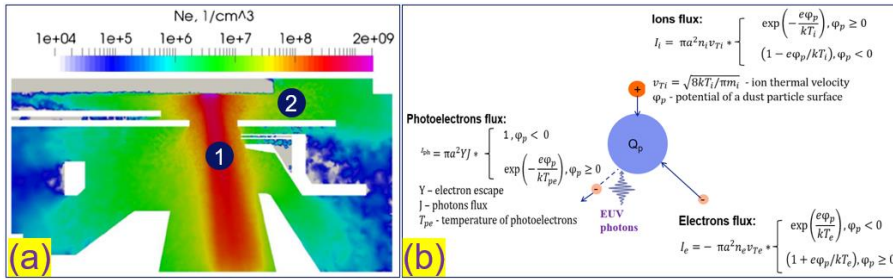 Ne, 1/cm^3
1e+04 1e+05 1e+06 1e+07 1e+08 2e+09
2
1
(a)
(b)
Ions flux:
I_i = πa²n_i v_Ti * { exp(−eφ_p/kT_i), φ_p ≥ 0
(1 − eφ_p/kT_i), φ_p < 0
v_Ti = √8kT_i/πm_i - ion thermal velocity
φ_p - potential of a dust particle surface
+
Photoelectrons flux:
I_ph = πa²YJ * { 1, φ_p < 0
exp(−eφ_p/kT_pe), φ_p ≥ 0
Q_p
Y – electron escape
J – photons flux
T_pe - temperature of photoelectrons
-
-
EUV
photons
Electrons flux:
I_e = − πa²n_e v_Te * { exp(eφ_p/kT_e), φ_p < 0
(1 + eφ_p/kT_e), φ_p ≥ 0